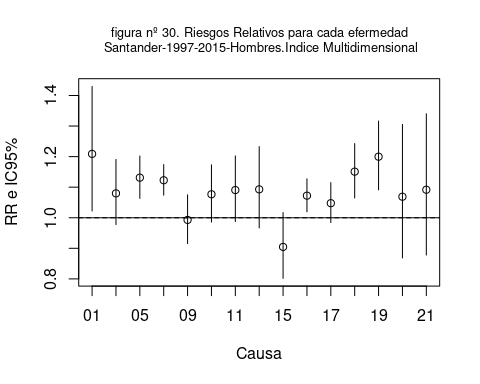 figura nº 30. Riesgos Relativos para cada efermedad
Santander-1997-2015-Hombres.Indice Multidimensional
RR e IC95%
1.4
1.2
1.0
0.8
01 05 09 11 15 17 19 21
Causa